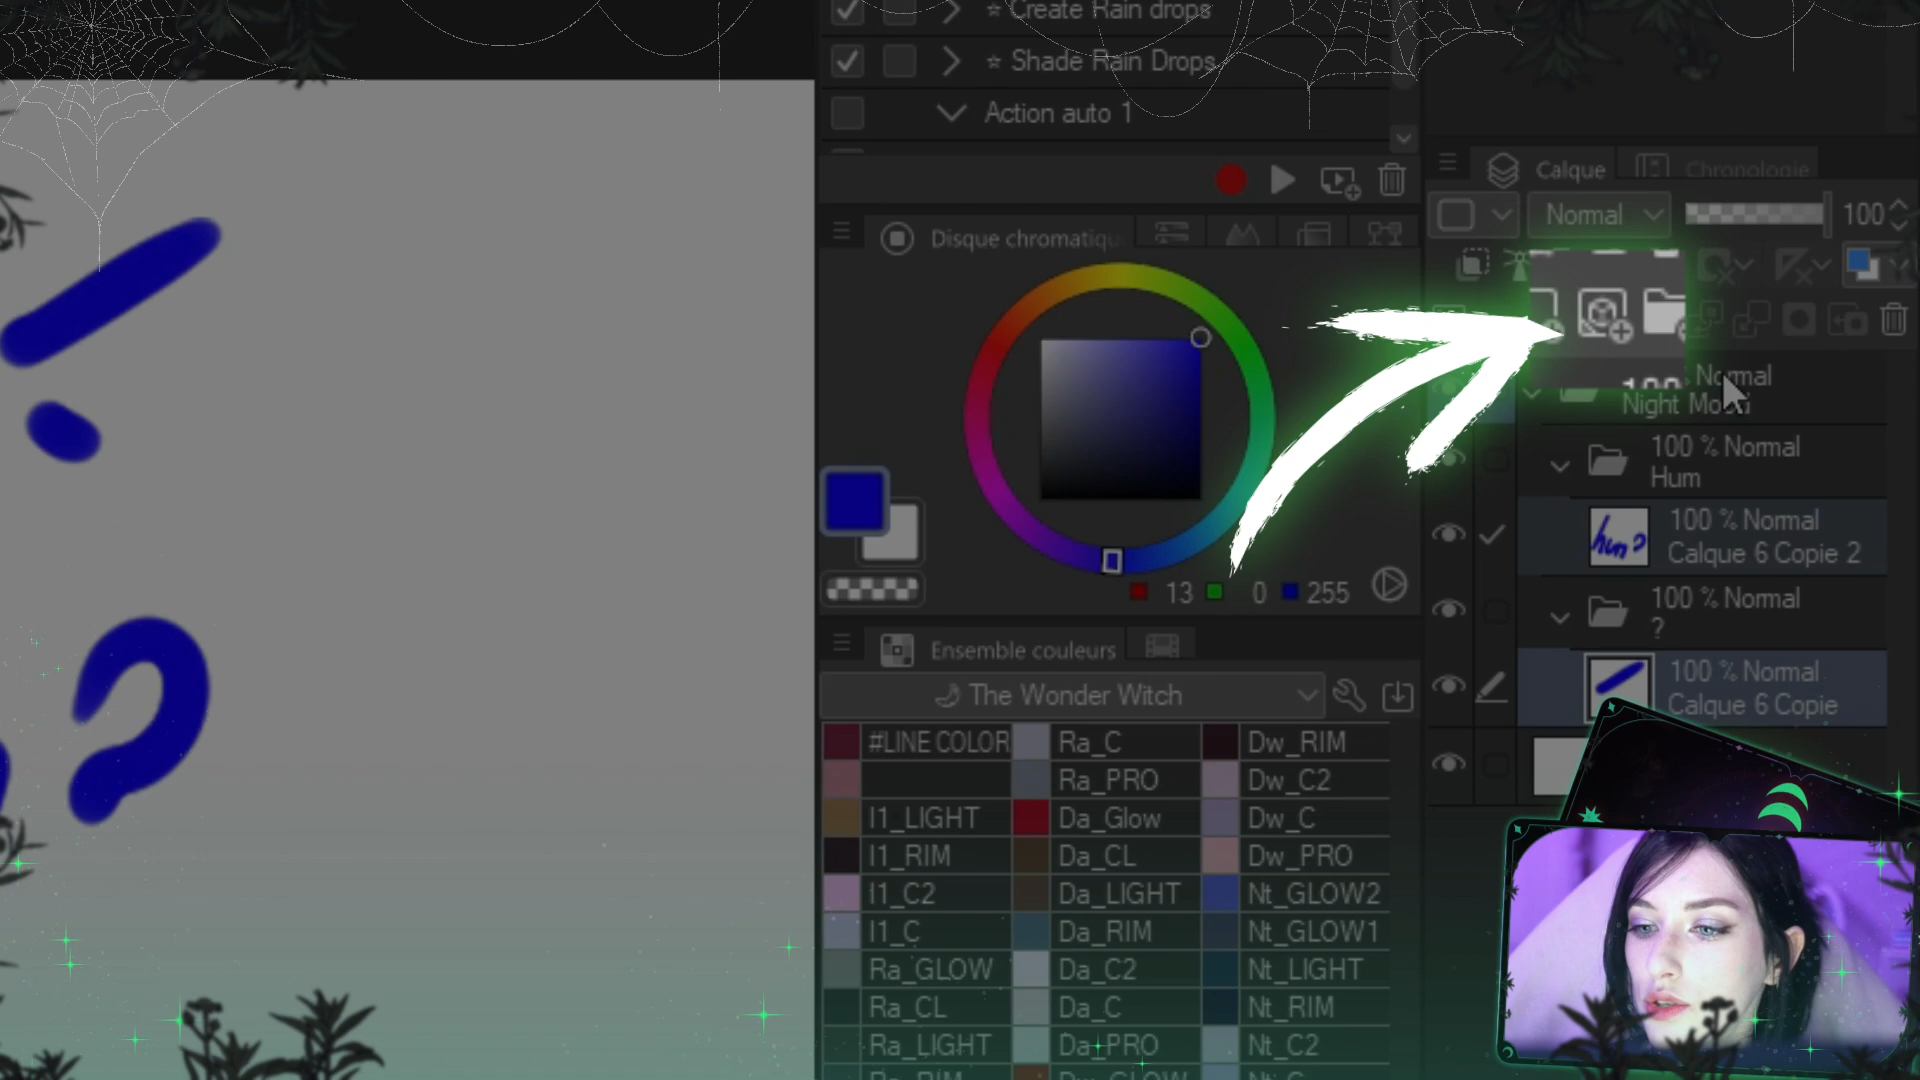 ☆ Create Rain drops
☆ Shade Rain Drops
Action auto 1
Calque
Chronologie
Normal
100
Disque chromatiqu
13
0
255
Normal
Night Mo
100 % Normal
Hum
100 % Normal
Calque 6 Copie 2
100 % Normal
?
100 % Normal
Calque 6 Copie
hum ?
Ensemble couleurs
The Wonder Witch
#LINE COLOR
Ra_C
Dw_RIM
Ra_PRO
Dw_C2
I1_LIGHT
Da_Glow
Dw_C
I1_RIM
Da_CL
Dw_PRO
I1_C2
Da_LIGHT
Nt_GLOW2
I1_C
Da_RIM
Nt_GLOW1
Ra_GLOW
Da_C2
Nt_LIGHT
Ra_CL
Da_C
Nt_RIM
Ra_LIGHT
Da_PRO
Nt_C2